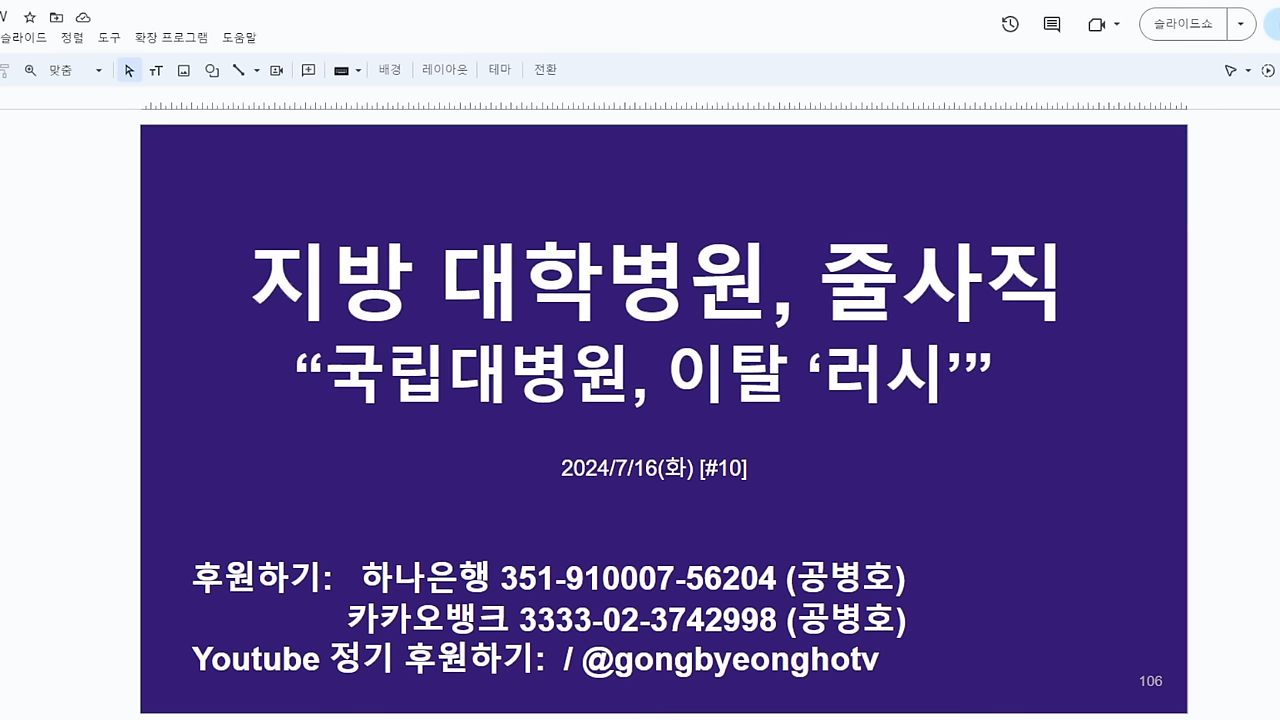 슬라이드 정렬 도구 확장 프로그램 도움말
슬라이드쇼
맞춤 배경 레이아웃 테마 전환
지방 대학병원, 줄사직
“국립대병원, 이탈 ‘러시’”
2024/7/16(화) [#10]
후원하기: 하나은행 351-910007-56204 (공병호)
카카오뱅크 3333-02-3742998 (공병호)
Youtube 정기 후원하기: / @gongbyeonghotv
106